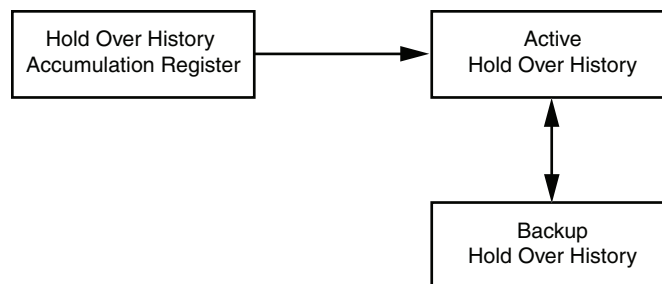 Hold Over History
Accumulation Register
Active
Hold Over History
Backup
Hold Over History